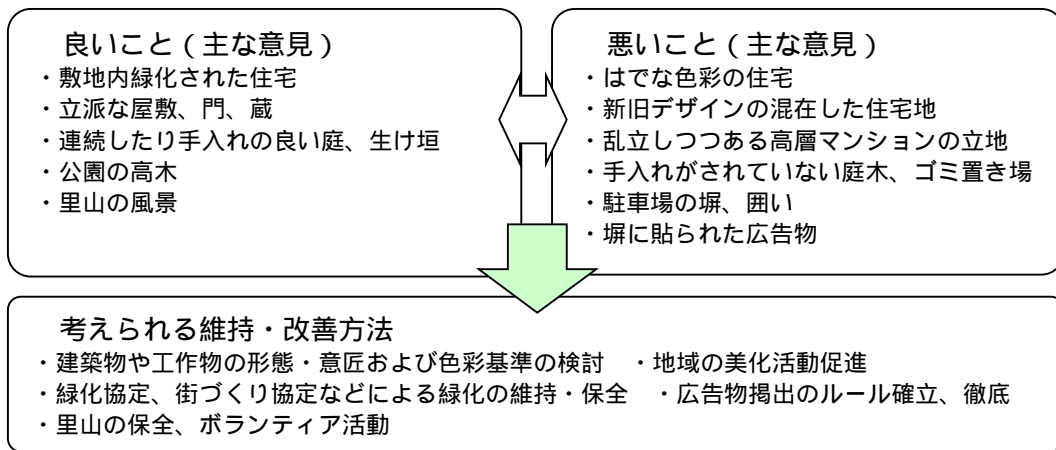 良いこと（主な意見）
・敷地内緑化された住宅
・立派な屋敷、門、蔵
・連続したり手入れの良い庭、生け垣
・公園の高木
・里山の風景
悪いこと（主な意見）
・はでな色彩の住宅
・新旧デザインの混在した住宅地
・乱立しつつある高層マンションの立地
・手入れがされていない庭木、ゴミ置き場
・駐車場の塀、囲い
・塀に貼られた広告物
考えられる維持・改善方法
・建築物や工作物の形態・意匠および色彩基準の検討　・地域の美化活動促進
・緑化協定、街づくり協定などによる緑化の維持・保全　・広告物掲出のルール確立、徹底
・里山の保全、ボランティア活動